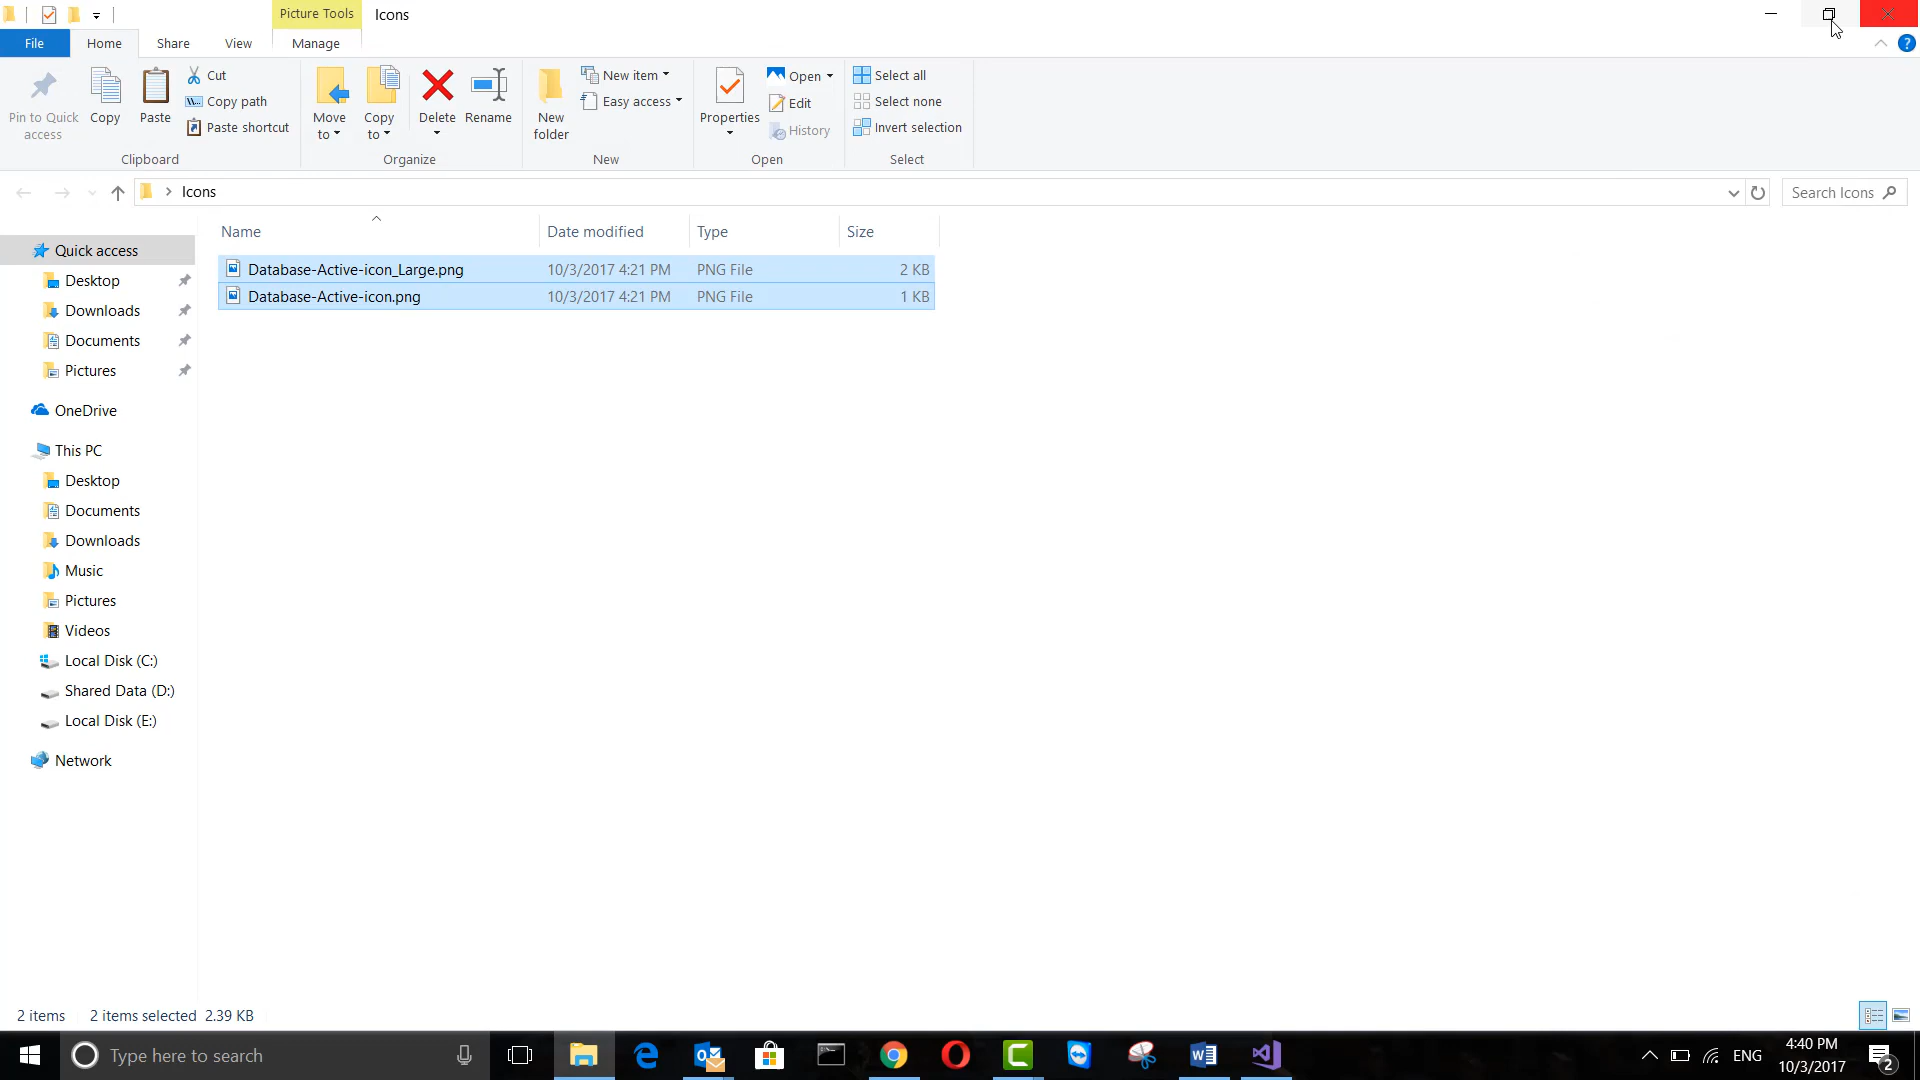 Picture Tools
Icons
File
Home
Share
View
Manage
Pin to Quick access
Copy
Paste
Cut
Copy path
Paste shortcut
Clipboard
Move to
Copy to
Delete
Rename
Organize
New folder
New item
Easy access
New
Properties
Open
Edit
History
Open
Select all
Select none
Invert selection
Select
Icons
Search Icons
Name
Date modified
Type
Size
Database-Active-icon_Large.png 10/3/2017 4:21 PM PNG File 2 KB
Database-Active-icon.png 10/3/2017 4:21 PM PNG File 1 KB
Quick access
Desktop
Downloads
Documents
Pictures
OneDrive
This PC
Desktop
Documents
Downloads
Music
Pictures
Videos
Local Disk (C:)
Shared Data (D:)
Local Disk (E:)
Network
2 items 2 items selected 2.39 KB
Type here to search
ENG
4:40 PM
10/3/2017
2